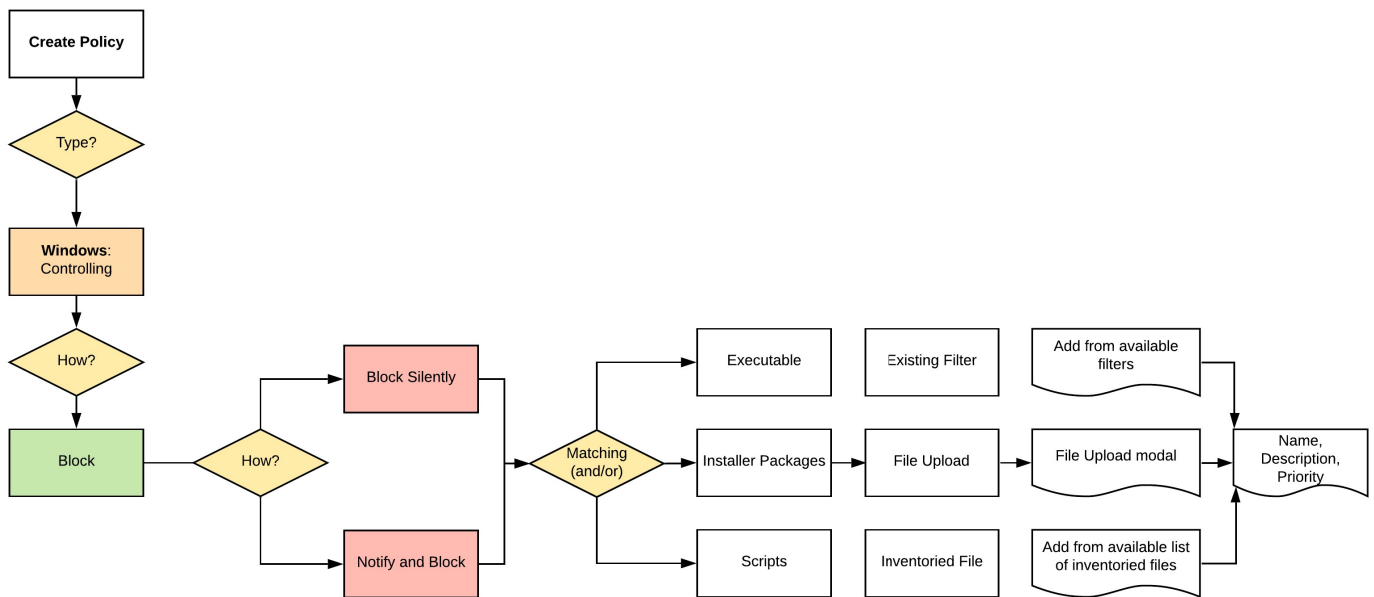 Create Policy
Type?
Windows:
Controlling
How?
Block
How?
Block Silently
Notify and Block
Matching
(and/or)
Executable
Installer Packages
Scripts
Existing Filter
File Upload
Inventoried File
Add from available
filters
File Upload modal
Add from available list
of inventoried files
Name,
Description,
Priority